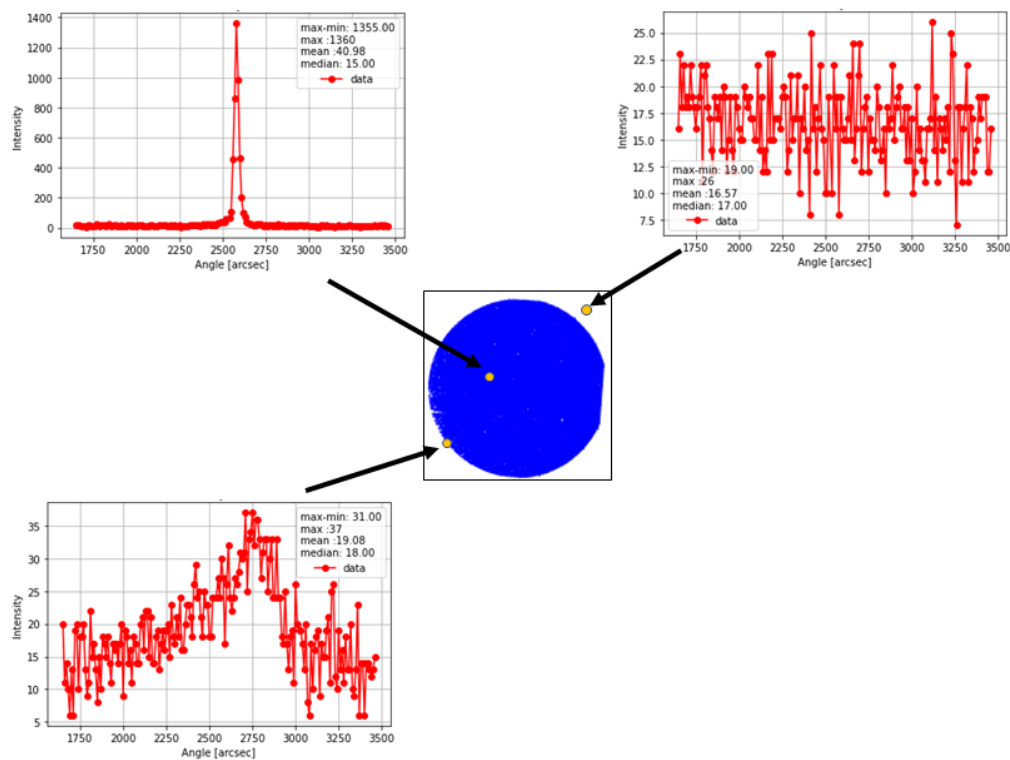 1400
1200
1000
800
600
400
200
0
Intensity
max-min: 1355.00
max :1360
mean :40.98
median: 15.00
data
1750 2000 2250 2500 2750 3000 3250 3500
Angle [arcsec]
25.0
22.5
20.0
17.5
15.0
12.5
10.0
7.5
Intensity
max-min: 19.00
max :26
mean :16.57
median: 17.00
data
1750 2000 2250 2500 2750 3000 3250 3500
Angle [arcsec]
35
30
25
20
15
10
5
Intensity
max-min: 31.00
max :37
mean :19.08
median: 18.00
data
1750 2000 2250 2500 2750 3000 3250 3500
Angle [arcsec]